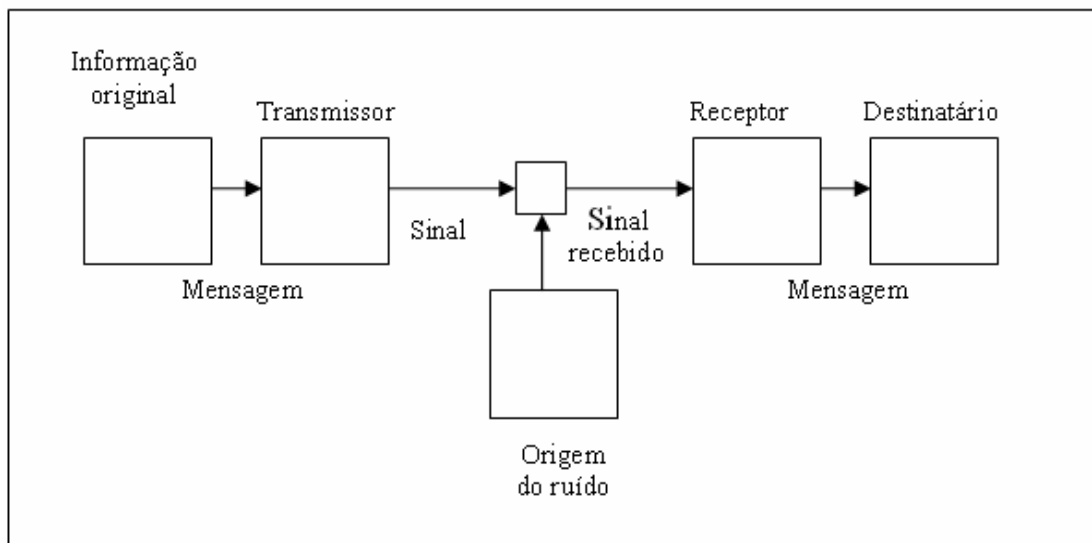 Informação
original
Transmissor
Receptor
Destinatário
Sinal
Sinal
recebido
Mensagem
Mensagem
Origem
do ruído